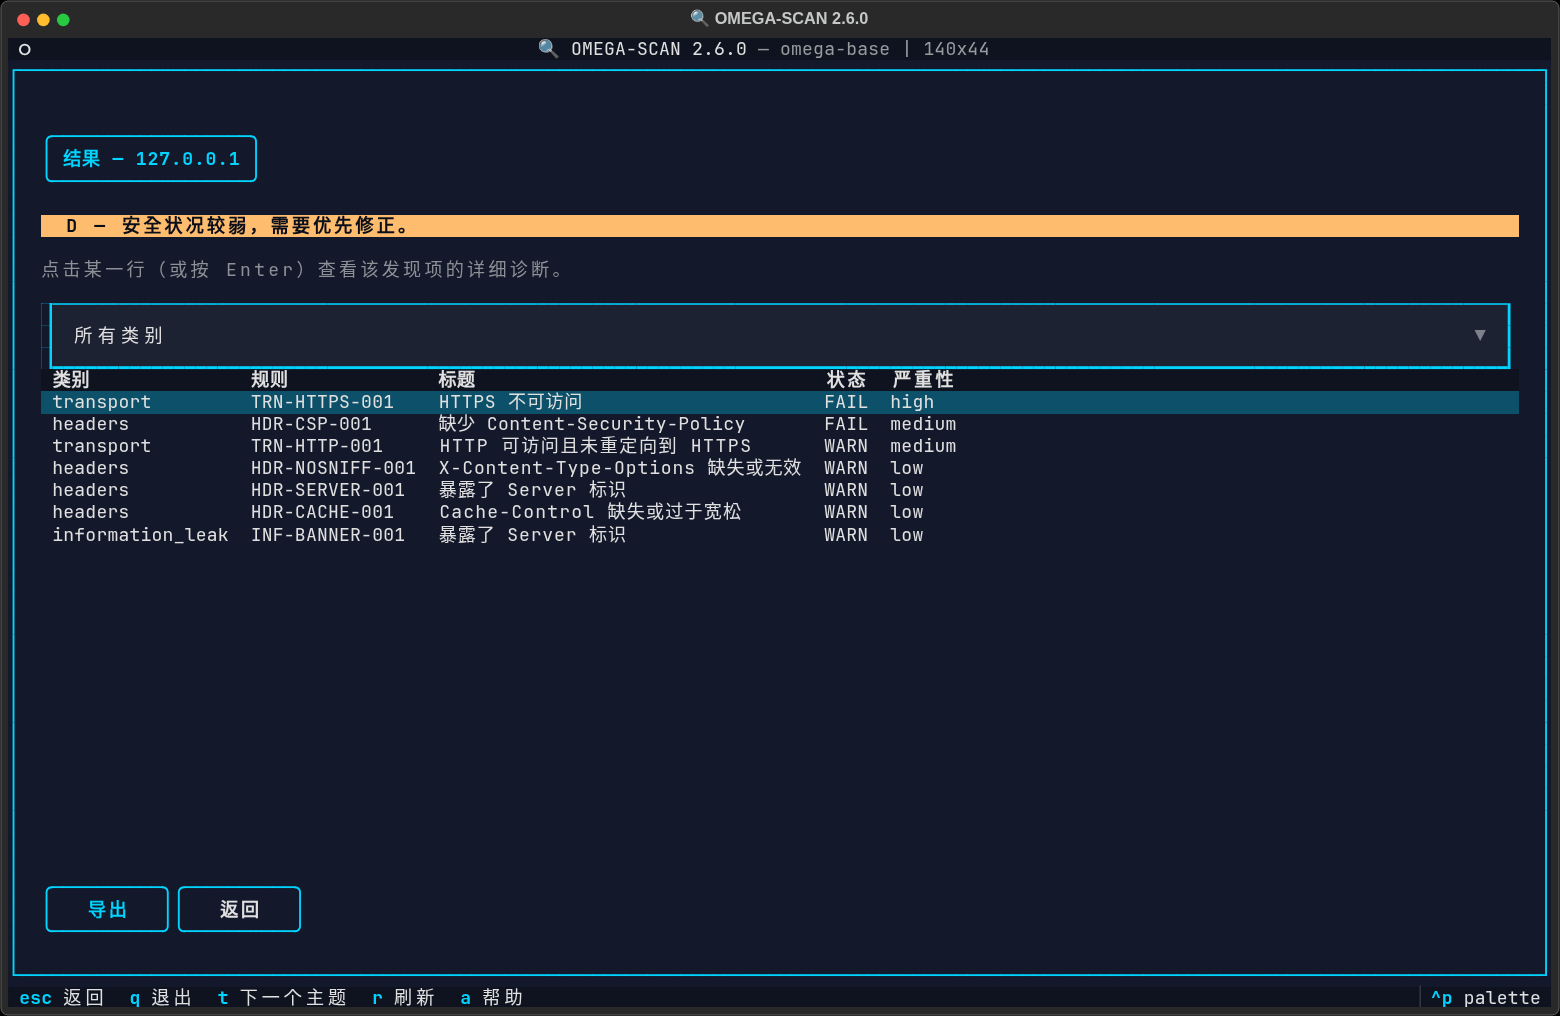 🔍 OMEGA-SCAN 2.6.0
🔍 OMEGA-SCAN 2.6.0 — omega-base | 140x44
结果 — 127.0.0.1
D — 安全状况较弱，需要优先修正。
点击某一行（或按 Enter）查看该发现项的详细诊断。
所有类别 ▼
类别 规则 标题 状态 严重性
transport TRN-HTTPS-001 HTTPS 不可访问 FAIL high
headers HDR-CSP-001 缺少 Content-Security-Policy FAIL medium
transport TRN-HTTP-001 HTTP 可访问且未重定向到 HTTPS WARN medium
headers HDR-NOSNIFF-001 X-Content-Type-Options 缺失或无效 WARN low
headers HDR-SERVER-001 暴露了 Server 标识 WARN low
headers HDR-CACHE-001 Cache-Control 缺失或过于宽松 WARN low
information_leak INF-BANNER-001 暴露了 Server 标识 WARN low
导出 返回
esc 返回 q 退出 t 下一个主题 r 刷新 a 帮助 ^p palette